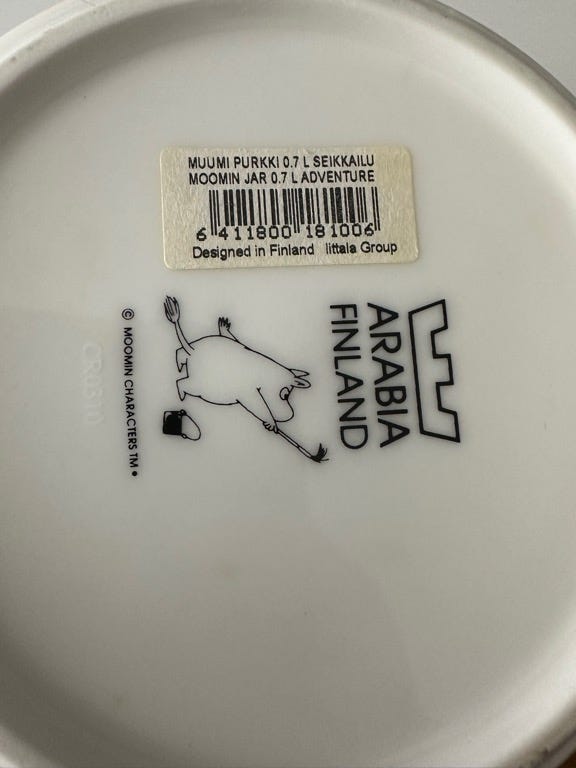 MUUMI PURKKI 0.7 L SEIKKAILU
MOOMIN JAR 0.7 L ADVENTURE
6 411800 181006
Designed in Finland Iittala Group
ARABIA
FINLAND
© MOOMIN CHARACTERS TM •